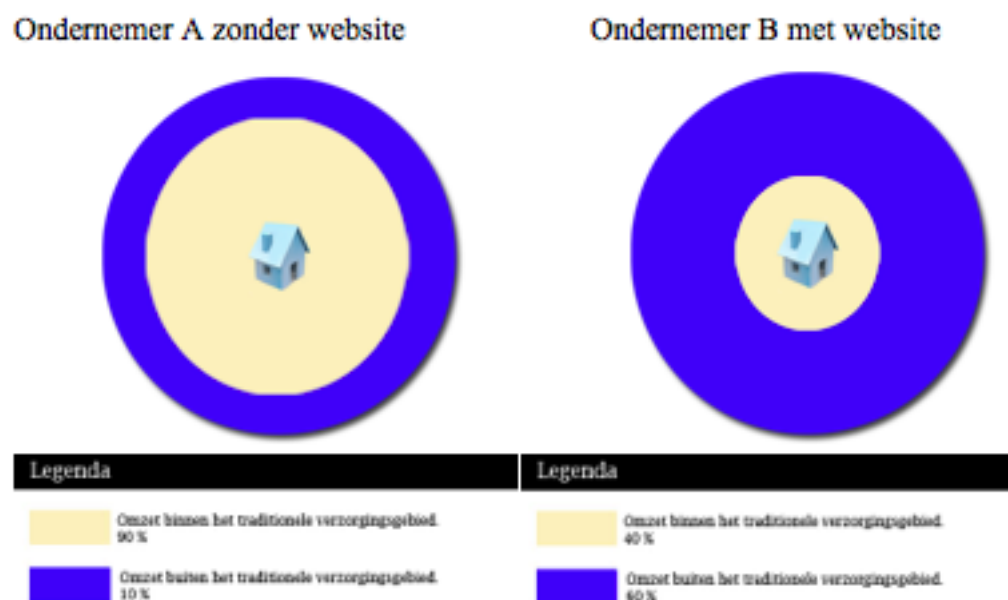 Ondernemer A zonder website
Ondernemer B met website
Legenda
Omzet binnen het traditionele verzorgingsgebied.
90 %
Omzet buiten het traditionele verzorgingsgebied.
10 %
Legenda
Omzet binnen het traditionele verzorgingsgebied.
40 %
Omzet buiten het traditionele verzorgingsgebied.
60 %